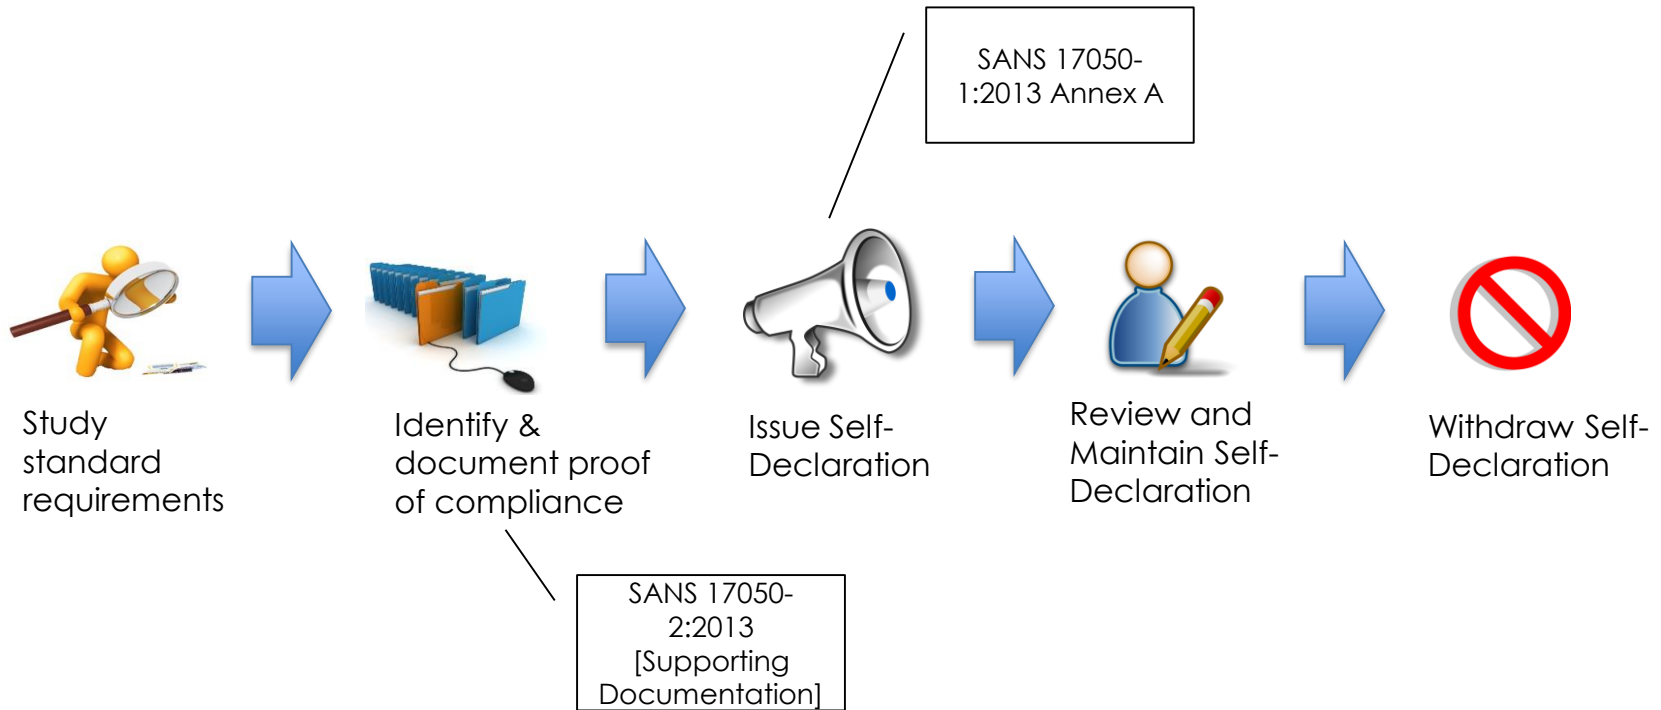 SANS 17050-
1:2013 Annex A
Study
standard
requirements
Identify &
document proof
of compliance
Issue Self-
Declaration
Review and
Maintain Self-
Declaration
Withdraw Self-
Declaration
SANS 17050-
2:2013
[Supporting
Documentation]